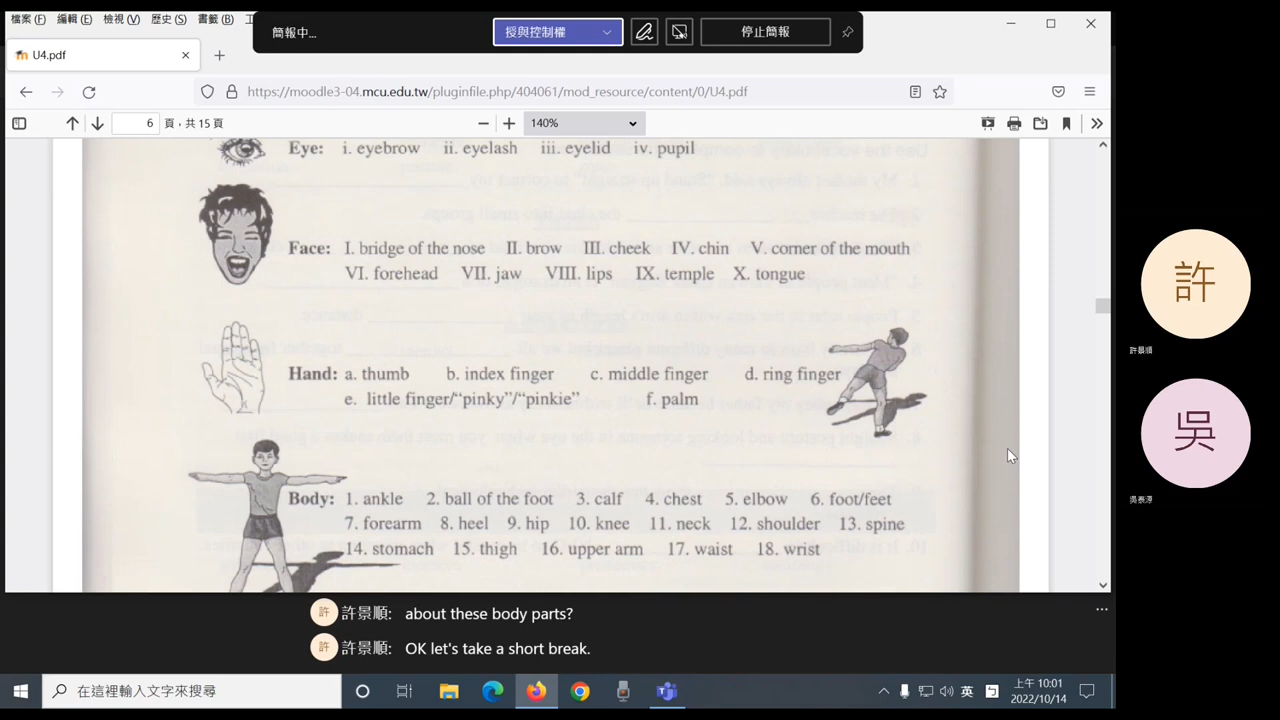 檔案(F) 編輯(E) 檢視(V) 歷史(S) 書籤(B)
簡報中...
授與控制權
停止簡報
U4.pdf
https://moodle3-04.mcu.edu.tw/pluginfile.php/404061/mod_resource/content/0/U4.pdf
6 頁，共 15 頁
140%
Eye: i. eyebrow ii. eyelash iii. eyelid iv. pupil
Face: I. bridge of the nose II. brow III. cheek IV. chin V. corner of the mouth
VI. forehead VII. jaw VIII. lips IX. temple X. tongue
Hand: a. thumb b. index finger c. middle finger d. ring finger
e. little finger/“pinky”/“pinkie” f. palm
Body: 1. ankle 2. ball of the foot 3. calf 4. chest 5. elbow 6. foot/feet
7. forearm 8. heel 9. hip 10. knee 11. neck 12. shoulder 13. spine
14. stomach 15. thigh 16. upper arm 17. waist 18. wrist
許 許景順: about these body parts?
許 許景順: OK let's take a short break.
許
許景順
吳
在這裡輸入文字來搜尋
英
上午 10:01
2022/10/14